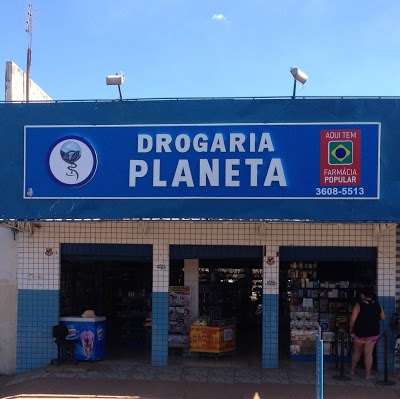 DROGARIA
PLANETA
AQUI TEM
FARMÁCIA
POPULAR
3608-5513